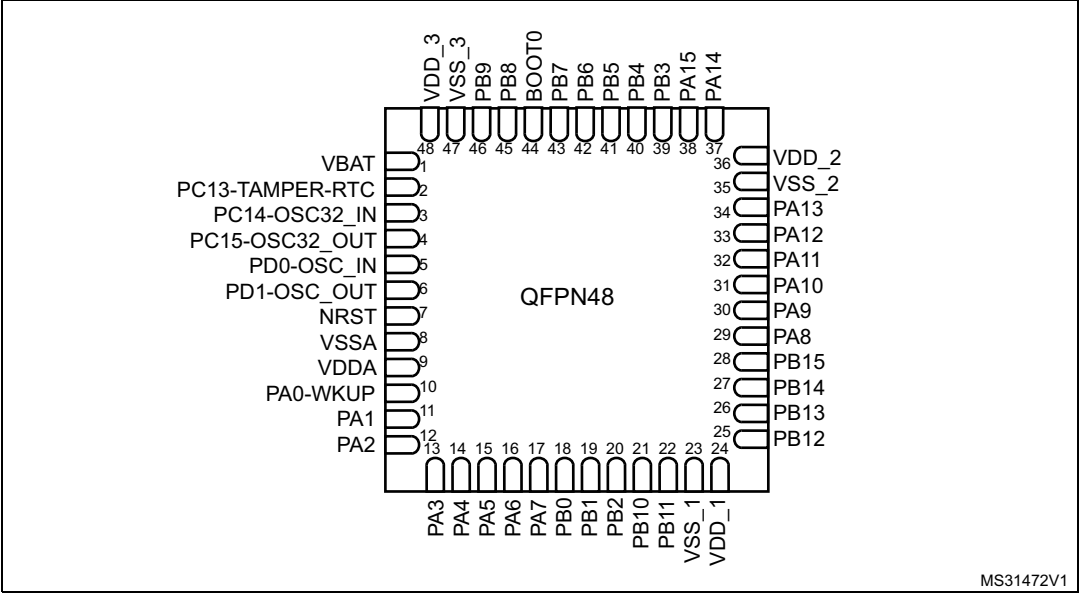 VDD_3
VSS_3
PB9
PB8
BOOT0
PB7
PB6
PB5
PB4
PB3
PA15
PA14
48 47 46 45 44 43 42 41 40 39 38 37
VBAT 1
PC13-TAMPER-RTC 2
PC14-OSC32_IN 3
PC15-OSC32_OUT 4
PD0-OSC_IN 5
PD1-OSC_OUT 6
NRST 7
VSSA 8
VDDA 9
PA0-WKUP 10
PA1 11
PA2 12
QFPN48
36 VDD_2
35 VSS_2
34 PA13
33 PA12
32 PA11
31 PA10
30 PA9
29 PA8
28 PB15
27 PB14
26 PB13
25 PB12
13 14 15 16 17 18 19 20 21 22 23 24
PA3
PA4
PA5
PA6
PA7
PB0
PB1
PB2
PB10
PB11
VSS_1
VDD_1
MS31472V1